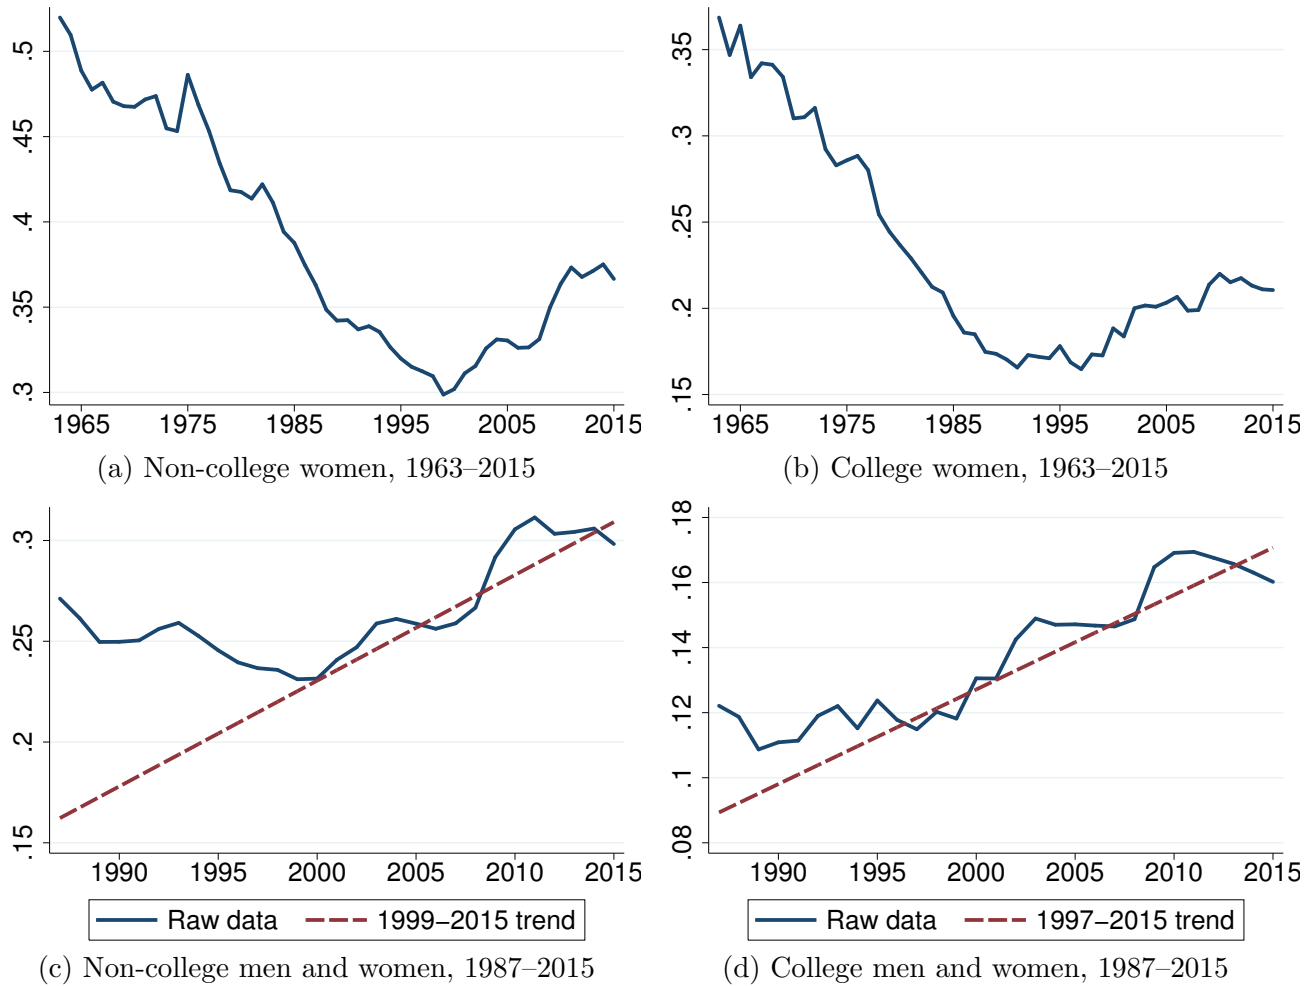 .5
.45
.4
.35
.3
1965 1975 1985 1995 2005 2015
(a) Non-college women, 1963–2015
.35
.3
.25
.2
.15
1965 1975 1985 1995 2005 2015
(b) College women, 1963–2015
.3
.25
.2
.15
1990 1995 2000 2005 2010 2015
Raw data 1999−2015 trend
(c) Non-college men and women, 1987–2015
.18
.16
.14
.12
.1
.08
1990 1995 2000 2005 2010 2015
Raw data 1997−2015 trend
(d) College men and women, 1987–2015